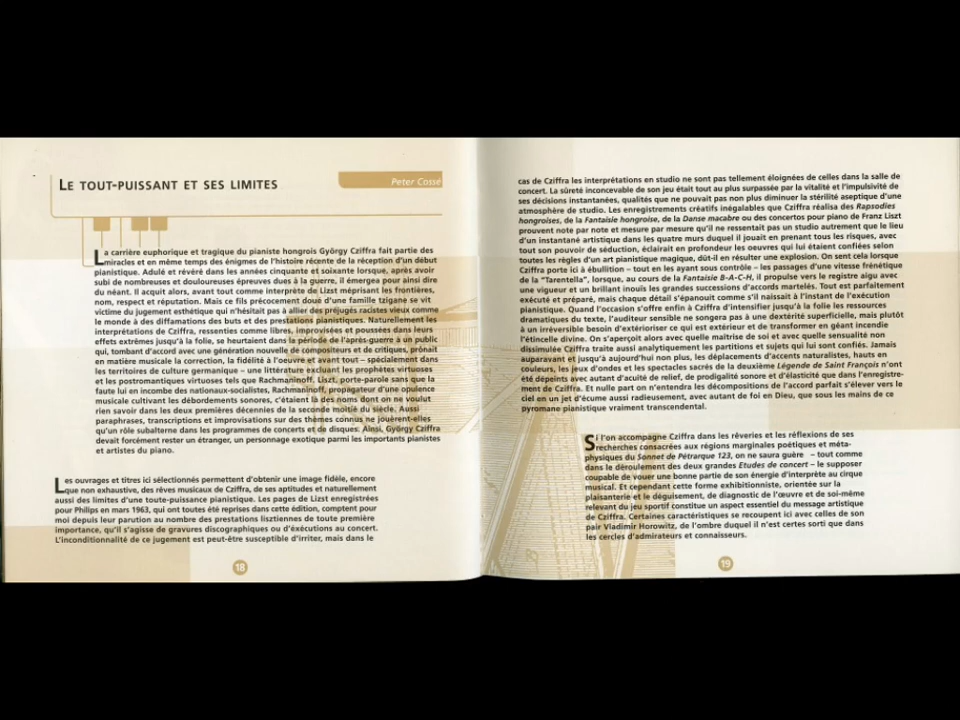 LE TOUT-PUISSANT ET SES LIMITES
Peter Cossé
La carrière euphorique et tragique du pianiste hongrois György Cziffra fait partie des
miracles et en même temps des énigmes de l'histoire récente de la réception d'un début
pianistique. Adulé et révéré dans les années cinquante et soixante lorsque, après avoir
subi de nombreuses et douloureuses épreuves dues à la guerre, il émergea pour ainsi dire
du néant. Il acquit alors, avant tout comme interprète de Lizst méprisant les frontières,
nom, respect et réputation. Mais ce fils précocement doué d'une famille tzigane se vit
victime du jugement esthétique qui n'hésitait pas à allier des préjugés racistes vieux comme
le monde à des diffamations des buts et des prestations pianistiques. Naturellement les
interprétations de Cziffra, ressenties comme libres, improvisées et poussées dans leurs
effets extrêmes jusqu'à la folie, se heurtaient dans la période de l'après-guerre à un public
qui, tombant d'accord avec une génération nouvelle de compositeurs et de critiques, prônait
en matière musicale la correction, la fidélité à l'oeuvre et avant tout – spécialement dans
les territoires de culture germanique – une littérature excluant les prophètes virtuoses
et les postromantiques virtuoses tels que Rachmaninoff. Liszt, porte-parole sans que la
faute lui en incombe des nationaux-socialistes, Rachmaninoff, propagateur d'une opulence
musicale cultivant les débordements sonores, c'étaient là des noms dont on ne voulut
rien savoir dans les deux premières décennies de la seconde moitié du siècle. Aussi
paraphrases, transcriptions et improvisations sur des thèmes connus ne jouèrent-elles
qu'un rôle subalterne dans les programmes de concerts et de disques. Ainsi, György Cziffra
devait forcément rester un étranger, un personnage exotique parmi les importants pianistes
et artistes du piano.
Les ouvrages et titres ici sélectionnés permettent d'obtenir une image fidèle, encore
que non exhaustive, des rêves musicaux de Cziffra, de ses aptitudes et naturellement
aussi des limites d'une toute-puissance pianistique. Les pages de Liszt enregistrées
pour Philips en mars 1963, qui ont toutes été reprises dans cette édition, comptent pour
moi depuis leur parution au nombre des prestations lisztiennes de toute première
importance, qu'il s'agisse de gravures discographiques ou d'éxécutions au concert.
L'inconditionnalité de ce jugement est peut-être susceptible d'irriter, mais dans le
18
cas de Cziffra les interprétations en studio ne sont pas tellement éloignées de celles dans la salle de
concert. La sûreté inconcevable de son jeu était tout au plus surpassée par la vitalité et l'impulsivité de
ses décisions instantanées, qualités que ne pouvait pas non plus diminuer la stérilité aseptique d'une
atmosphère de studio. Les enregistrements créatifs inégalables que Cziffra réalisa des Rapsodies
hongroises, de la Fantaisie hongroise, de la Danse macabre ou des concertos pour piano de Franz Liszt
prouvent note par note et mesure par mesure qu'il ne ressentait pas un studio autrement que le lieu
d'un instantané artistique dans les quatre murs duquel il jouait en prenant tous les risques, avec
tout son pouvoir de séduction, éclairait en profondeur les oeuvres qui lui étaient confiées selon
toutes les règles d'un art pianistique magique, dût-il en résulter une explosion. On sent cela lorsque
Cziffra porte ici à ébullition – tout en les ayant sous contrôle – les passages d'une vitesse frénétique
de la "Tarentella", lorsque, au cours de la Fantaisie B-A-C-H, il propulse vers le registre aigu avec
une vigueur et un brillant inouïs les grandes successions d'accords martelés. Tout est parfaitement
exécuté et préparé, mais chaque détail s'épanouit comme s'il naissait à l'instant de l'exécution
pianistique. Quand l'occasion s'offre enfin à Cziffra d'intensifier jusqu'à la folie les ressources
dramatiques du texte, l'auditeur sensible ne songera pas à une dextérité superficielle, mais plutôt
à un irréversible besoin d'extérioriser ce qui est extérieur et de transformer en géant incendie
l'étincelle divine. On s'aperçoit alors avec quelle maîtrise de soi et avec quelle sensualité non
dissimulée Cziffra traite aussi analytiquement les partitions et sujets qui lui sont confiés. Jamais
auparavant et jusqu'à aujourd'hui non plus, les déplacements d'accents naturalistes, hauts en
couleurs, les jeux d'ondes et les spectacles sacrés de la deuxième Légende de Saint François n'ont
été dépeints avec autant d'acuité de relief, de prodigalité sonore et d'élasticité que dans l'enregistre-
ment de Cziffra. Et nulle part on n'entendra les décompositions de l'accord parfait s'élever vers le
ciel en un jet d'écume aussi radieusement, avec autant de foi en Dieu, que sous les mains de ce
pyromane pianistique vraiment transcendental.
Si l'on accompagne Cziffra dans les rêveries et les réflexions de ses
recherches consacrées aux régions marginales poétiques et méta-
physiques du Sonnet de Pétrarque 123, on ne saura guère – tout comme
dans le déroulement des deux grandes Etudes de concert – le supposer
coupable de vouer une bonne partie de son énergie d'interprète au cirque
musical. Et cependant cette forme exhibitionniste, orientée sur la
plaisanterie et le déguisement, de diagnostic de l'œuvre et de soi-même
relevant du jeu sportif constitue un aspect essentiel du message artistique
de Cziffra. Certaines caractéristiques se recoupent ici avec celles de son
pair Vladimir Horowitz, de l'ombre duquel il n'est certes sorti que dans
les cercles d'admirateurs et connaisseurs.
19